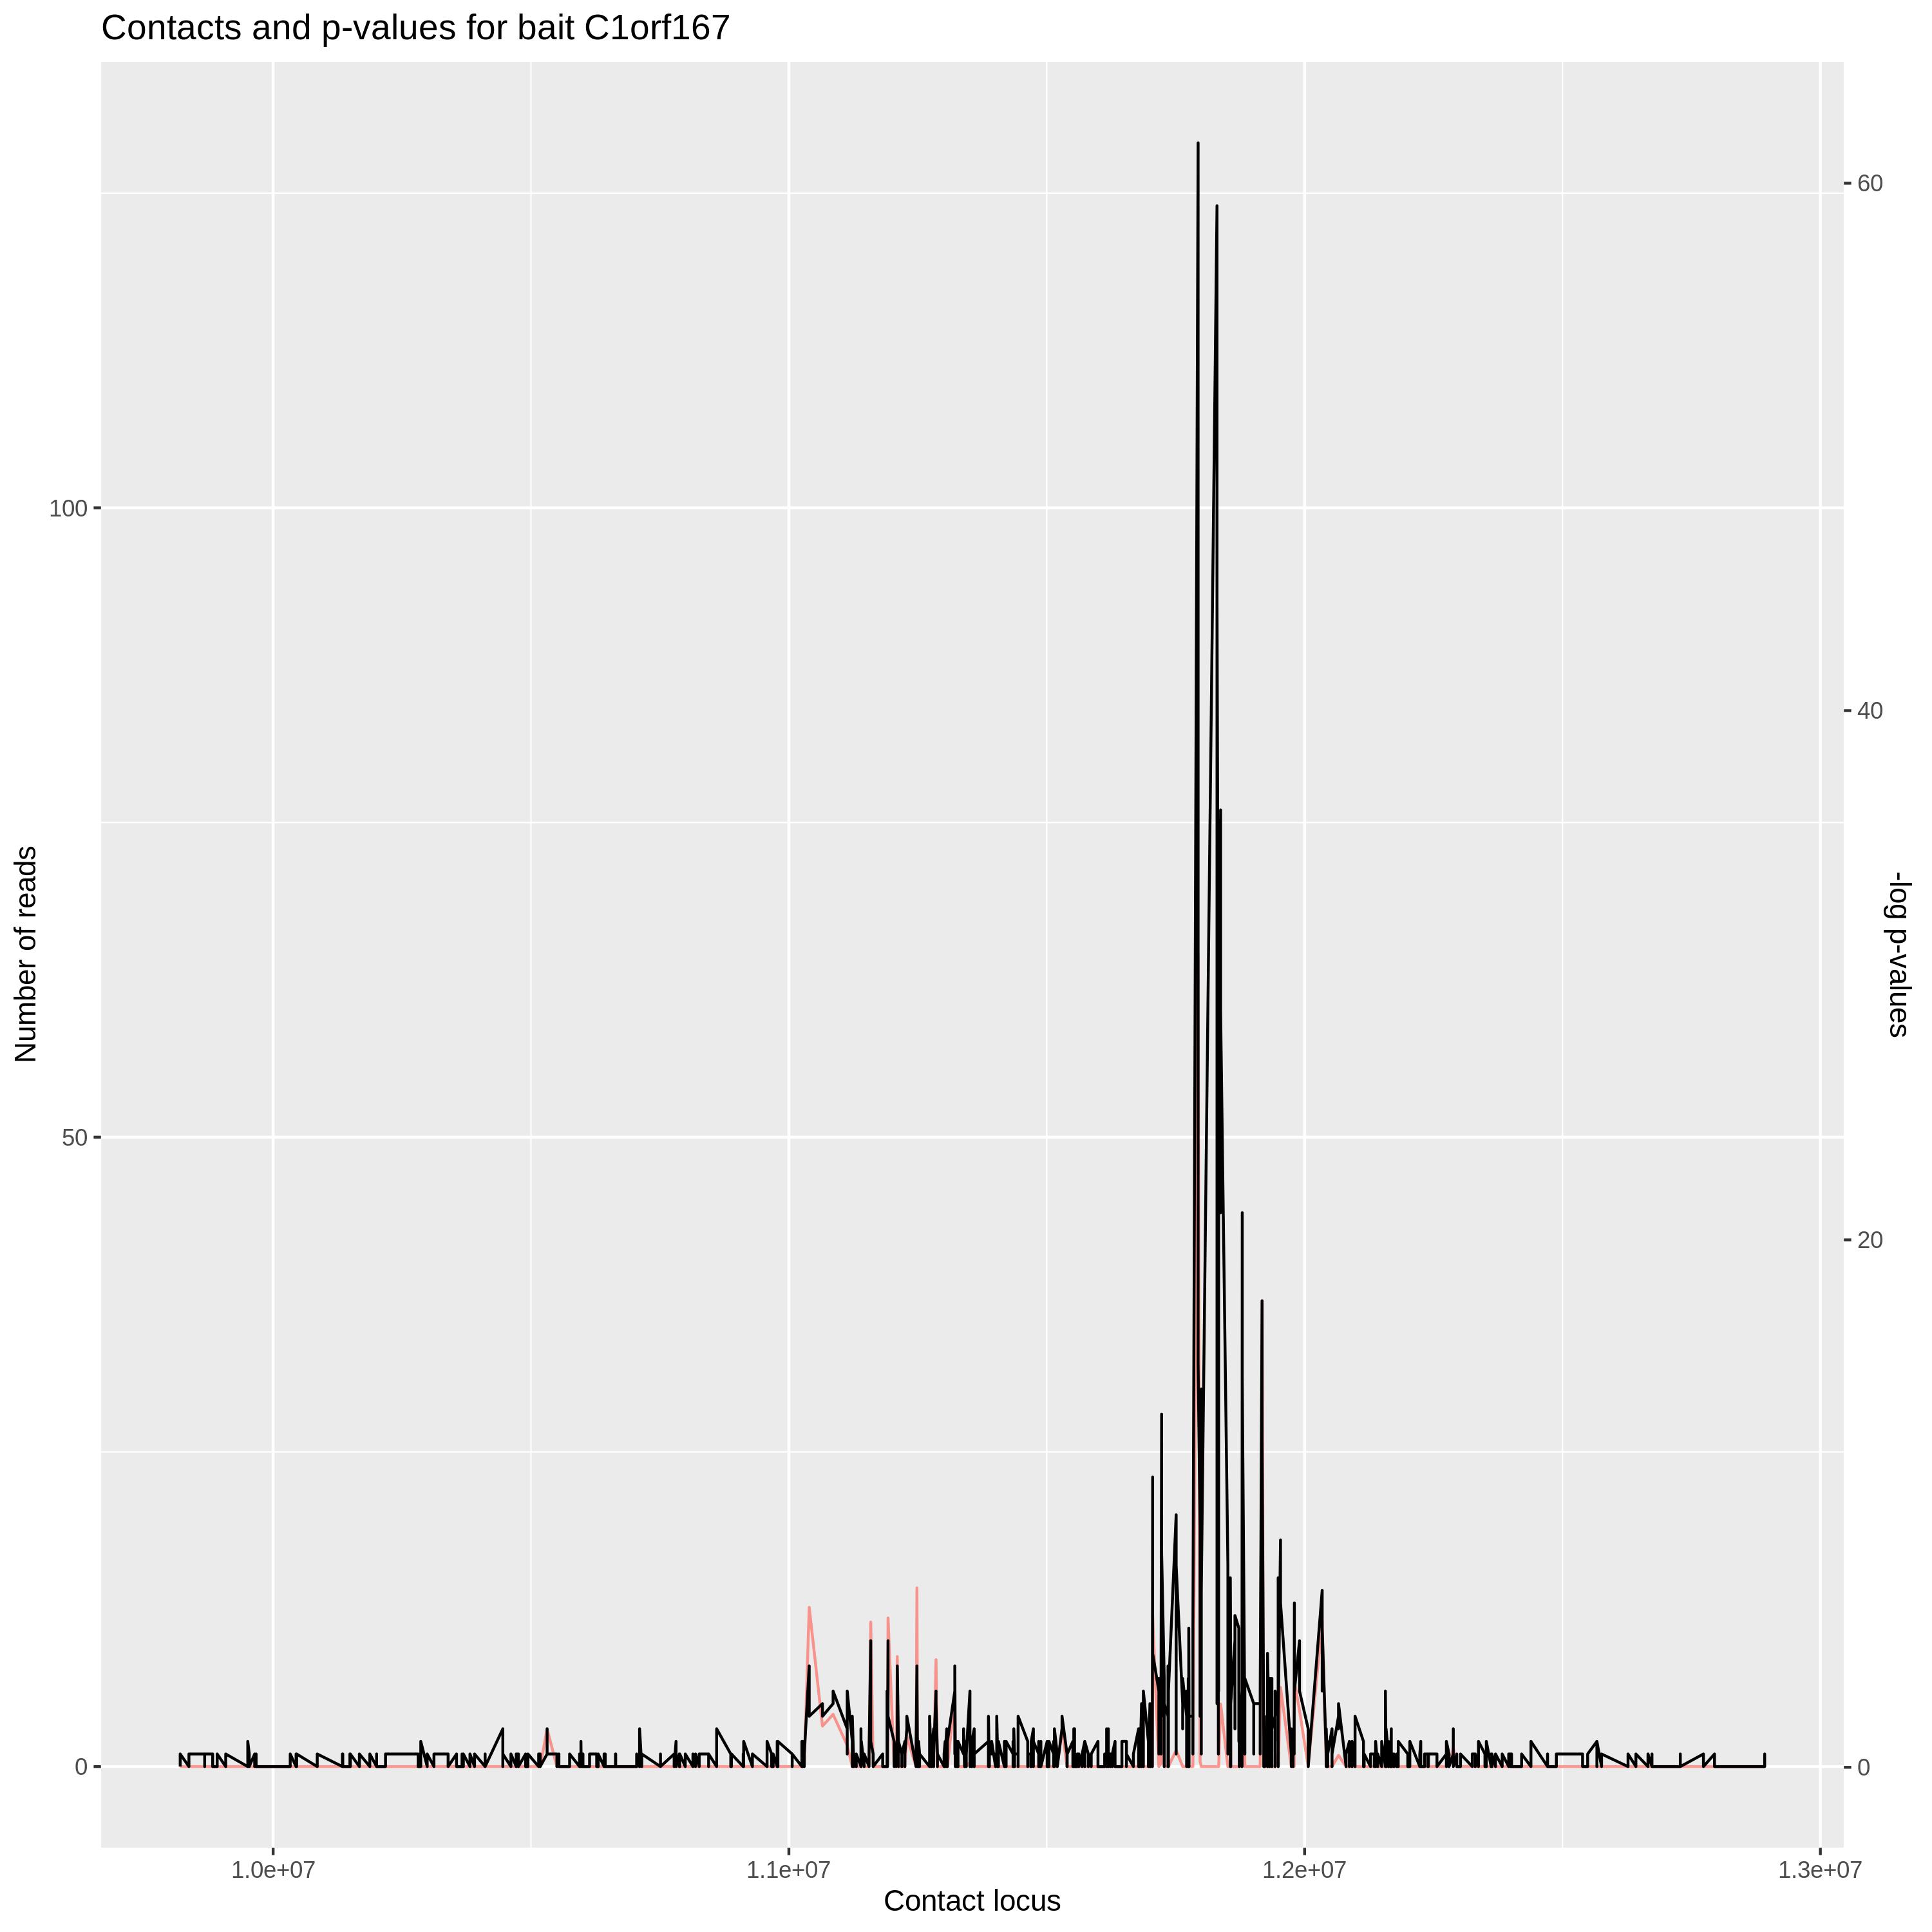 Contacts and p-values for bait C1orf167
Number of reads
100
50
0
60
40
20
0
-log p-values
1.0e+07
1.1e+07
1.2e+07
1.3e+07
Contact locus